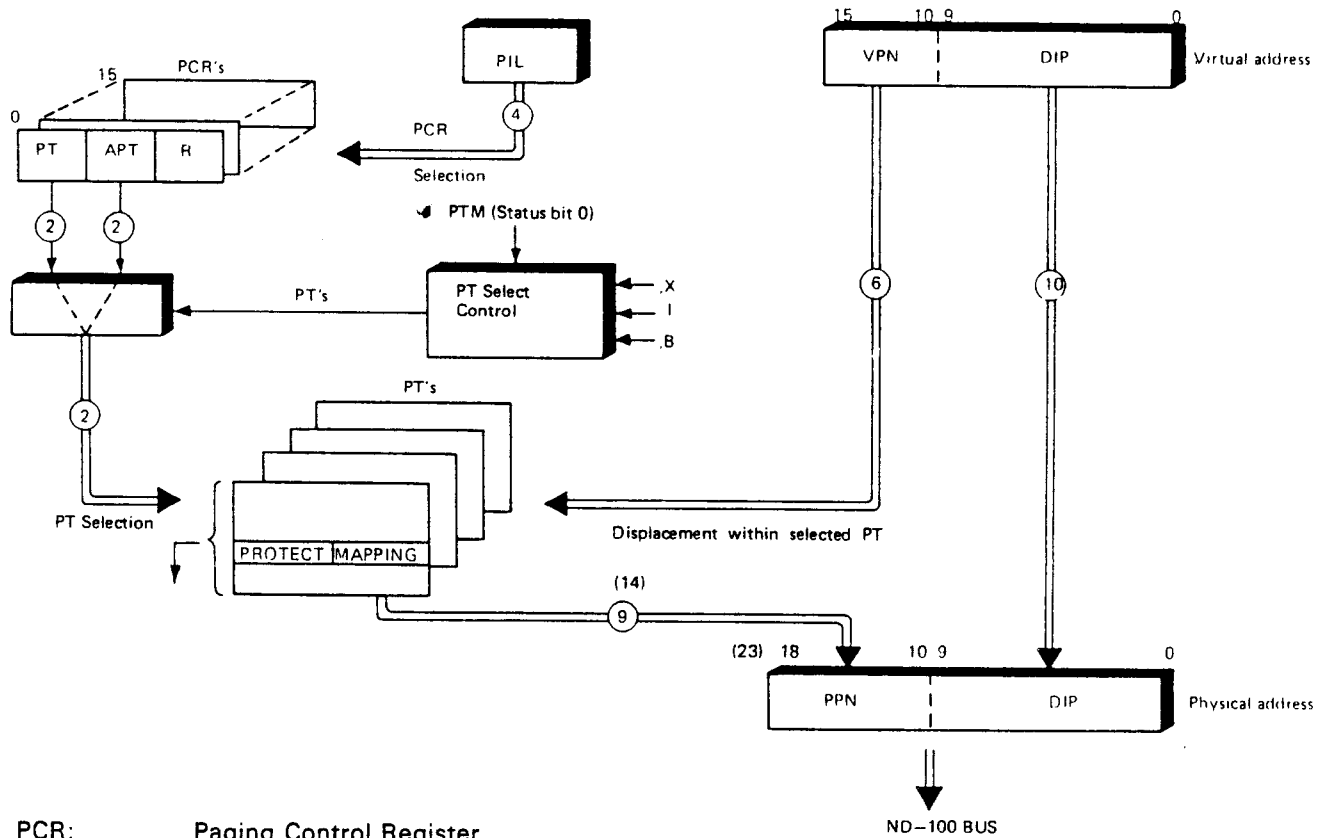 15 10 9 0
VPN DIP Virtual address
PIL
15 PCR's
0
PT APT R
4
PCR
Selection
PTM (Status bit 0)
2 2
PT's
PT Select
Control
,X
I
,B
6 10
2
PT's
PT Selection
Displacement within selected PT
PROTECT MAPPING
(14)
9
(23) 18 10 9 0
PPN DIP Physical address
ND-100 BUS
PCR: Paging Control Register